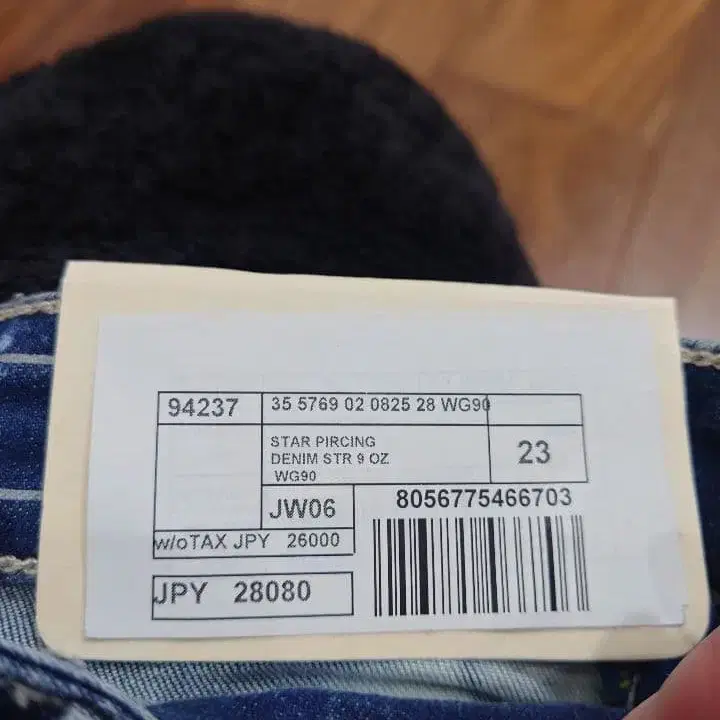 94237
35 5769 02 0825 28 WG90
STAR PIRCING
DENIM STR 9 OZ
WG90
23
JW06
8056775466703
w/oTAX JPY 26000
JPY 28080